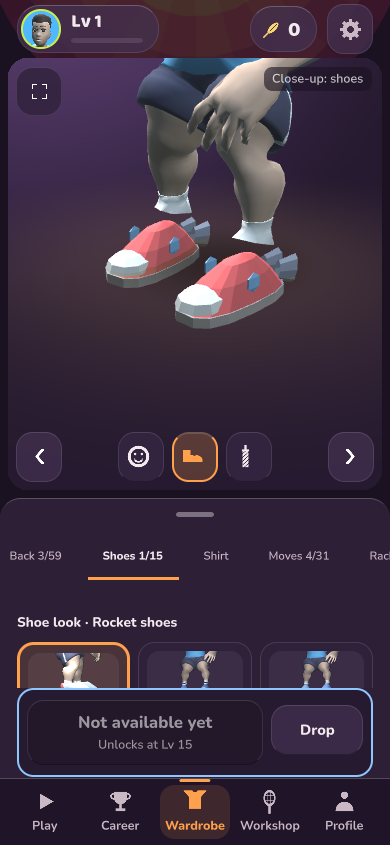 Lv 1
0
Close-up: shoes
Back 3/59
Shoes 1/15
Shirt
Moves 4/31
Shoe look · Rocket shoes
Not available yet
Unlocks at Lv 15
Drop
Play
Career
Wardrobe
Workshop
Profile